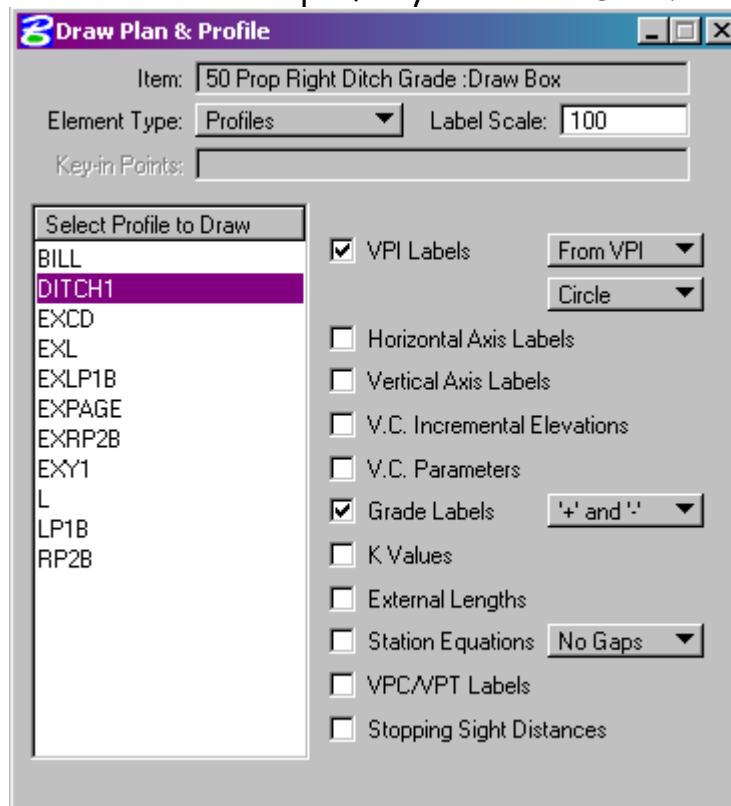 Draw Plan & Profile
Item: 50 Prop Right Ditch Grade :Draw Box
Element Type: Profiles Label Scale: 100
Key-in Points:
Select Profile to Draw
BILL
DITCH1
EXCD
EXL
EXLP1B
EXPAGE
EXRP2B
EXY1
L
LP1B
RP2B
VPI Labels From VPI
Circle
Horizontal Axis Labels
Vertical Axis Labels
V.C. Incremental Elevations
V.C. Parameters
Grade Labels '+' and '-'
K Values
External Lengths
Station Equations No Gaps
VPC/VPT Labels
Stopping Sight Distances